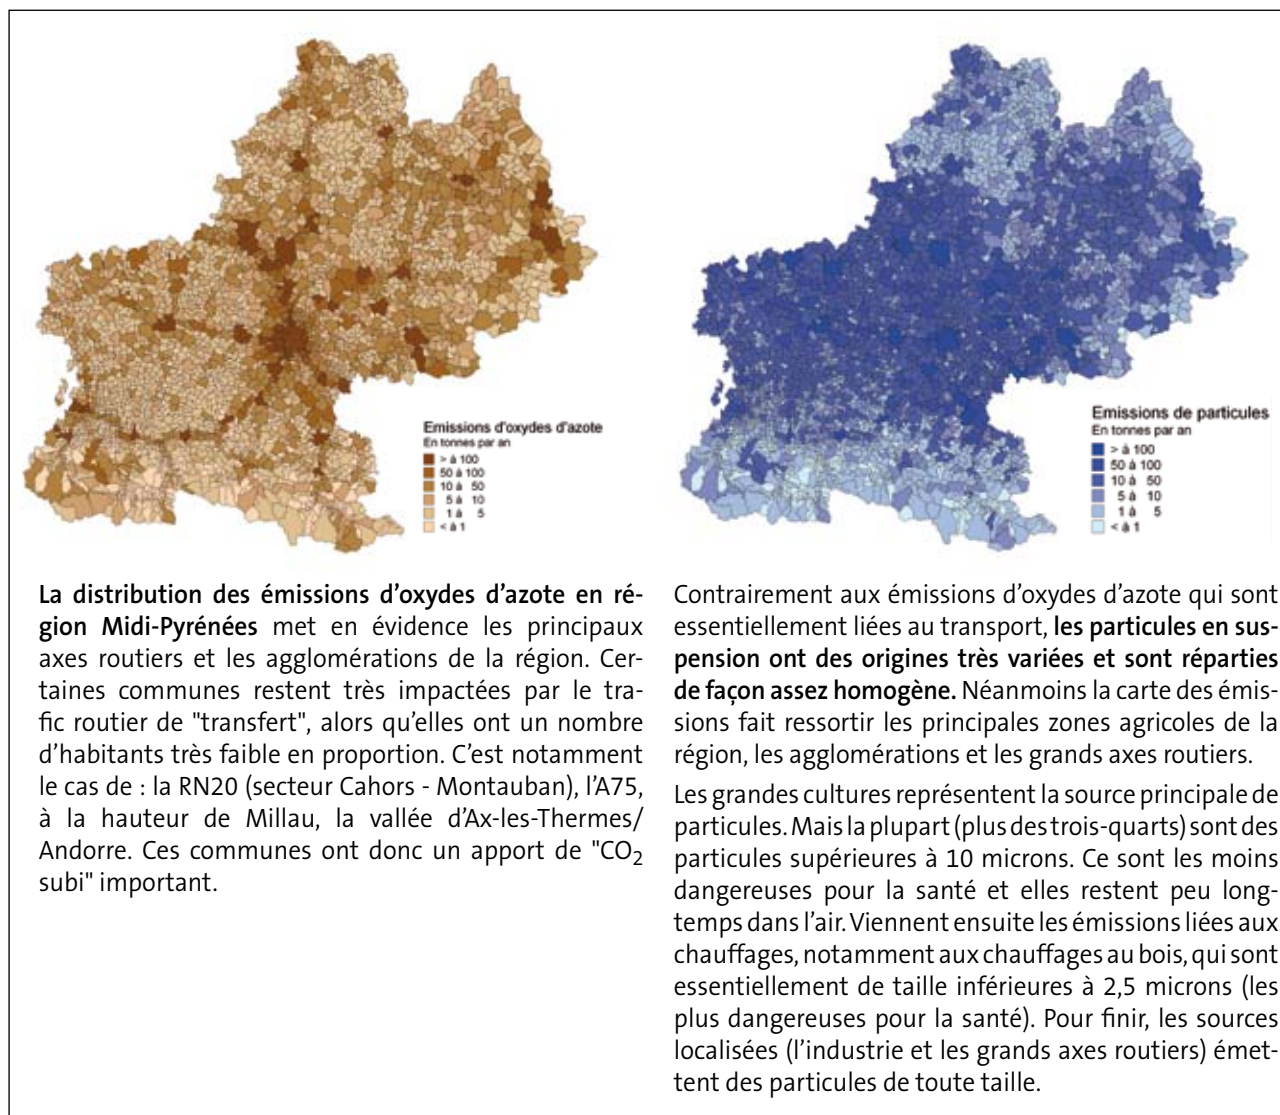 Emissions d'oxydes d'azote
En tonnes par an
> à 100
50 à 100
10 à 50
5 à 10
1 à 5
< à 1
La distribution des émissions d'oxydes d'azote en ré-
gion Midi-Pyrénées met en évidence les principaux
axes routiers et les agglomérations de la région. Cer-
taines communes restent très impactées par le tra-
fic routier de "transfert", alors qu'elles ont un nombre
d'habitants très faible en proportion. C'est notamment
le cas de : la RN20 (secteur Cahors - Montauban), l'A75,
à la hauteur de Millau, la vallée d'Ax-les-Thermes/
Andorre. Ces communes ont donc un apport de "CO₂
subi" important.
Emissions de particules
En tonnes par an
> à 100
50 à 100
10 à 50
5 à 10
1 à 5
< à 1
Contrairement aux émissions d'oxydes d'azote qui sont
essentiellement liées au transport, les particules en sus-
pension ont des origines très variées et sont réparties
de façon assez homogène. Néanmoins la carte des émis-
sions fait ressortir les principales zones agricoles de la
région, les agglomérations et les grands axes routiers.
Les grandes cultures représentent la source principale de
particules. Mais la plupart (plus des trois-quarts) sont des
particules supérieures à 10 microns. Ce sont les moins
dangereuses pour la santé et elles restent peu long-
temps dans l'air. Viennent ensuite les émissions liées aux
chauffages, notamment aux chauffages au bois, qui sont
essentiellement de taille inférieures à 2,5 microns (les
plus dangereuses pour la santé). Pour finir, les sources
localisées (l'industrie et les grands axes routiers) émet-
tent des particules de toute taille.